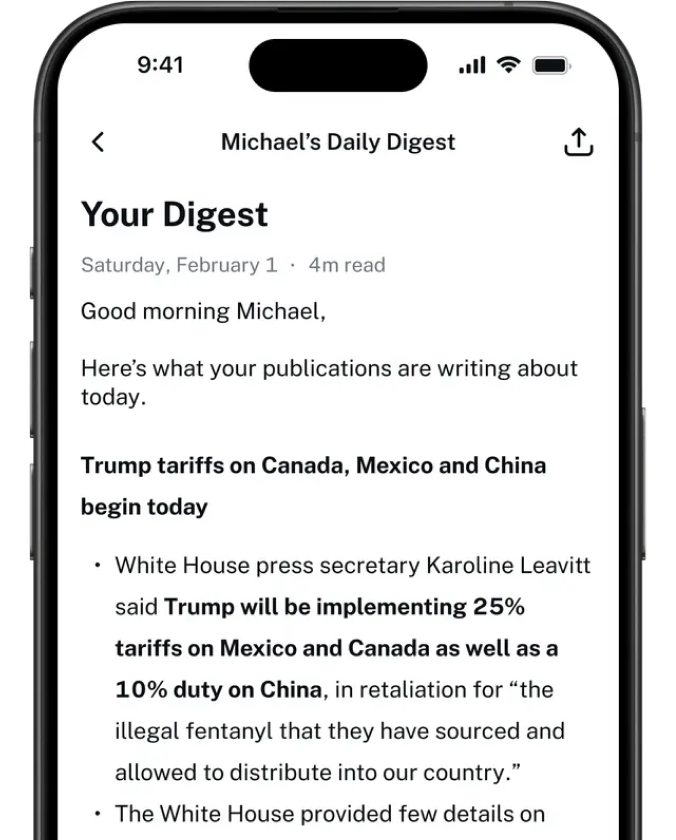 9:41
Michael’s Daily Digest
Your Digest
Saturday, February 1 · 4m read
Good morning Michael,
Here’s what your publications are writing about
today.
Trump tariffs on Canada, Mexico and China
begin today
• White House press secretary Karoline Leavitt
said Trump will be implementing 25%
tariffs on Mexico and Canada as well as a
10% duty on China, in retaliation for “the
illegal fentanyl that they have sourced and
allowed to distribute into our country.”
• The White House provided few details on